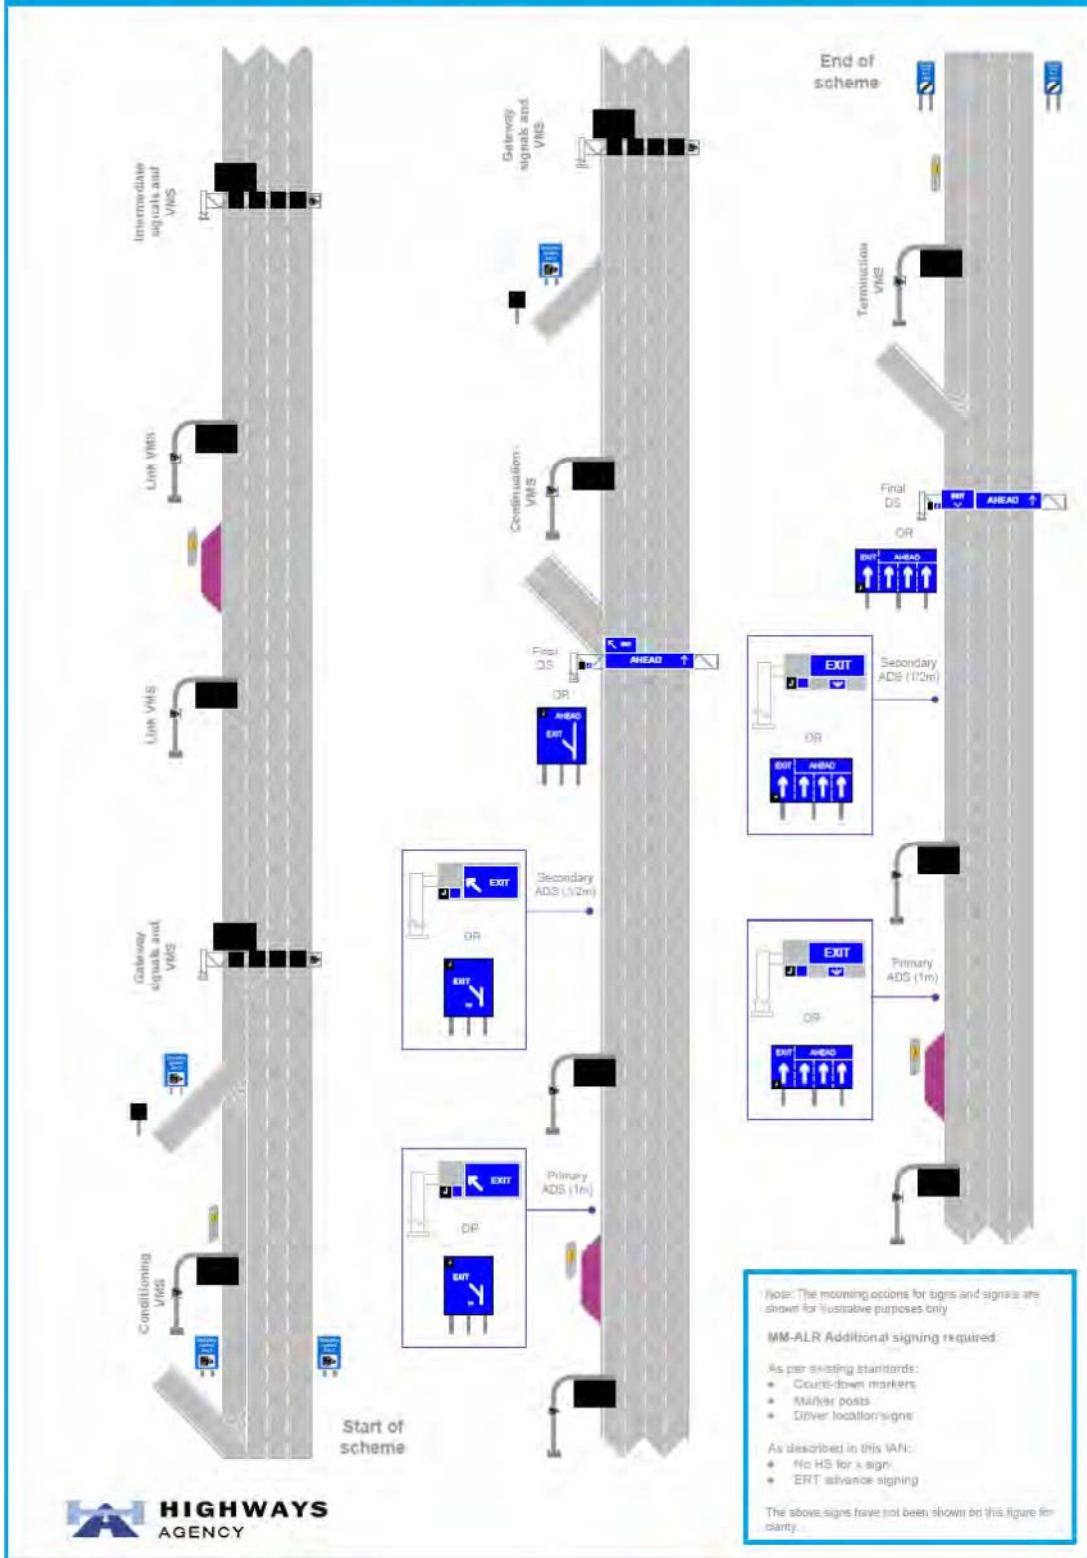 End of
scheme
Gateway
signals and
VMS
Intermediate
signals and
VMS
Termination
VMS
Link VMS
Continuation
VMS
Final
DS
EXIT
AHEAD
OR
EXIT AHEAD
Final
DS
AHEAD
OR
AHEAD
EXIT
EXIT
Secondary
ADS (1/2m)
OR
EXIT AHEAD
Link VMS
EXIT
Secondary
ADS (1/2m)
OR
EXIT
Gateway
signals and
VMS
EXIT
Primary
ADS (1m)
OR
EXIT AHEAD
EXIT
Primary
ADS (1m)
OR
EXIT
Conditioning
VMS
Start of
scheme
Note: The mounting options for signs and signals are
shown for illustrative purposes only
MM-ALR Additional signing required:
As per existing standards:
• Count-down markers
• Marker posts
• Driver location signs
As described in this IAN:
• No HS for x sign
• ERT advance signing
The above signs have not been shown on this figure for
clarity.
HIGHWAYS
AGENCY